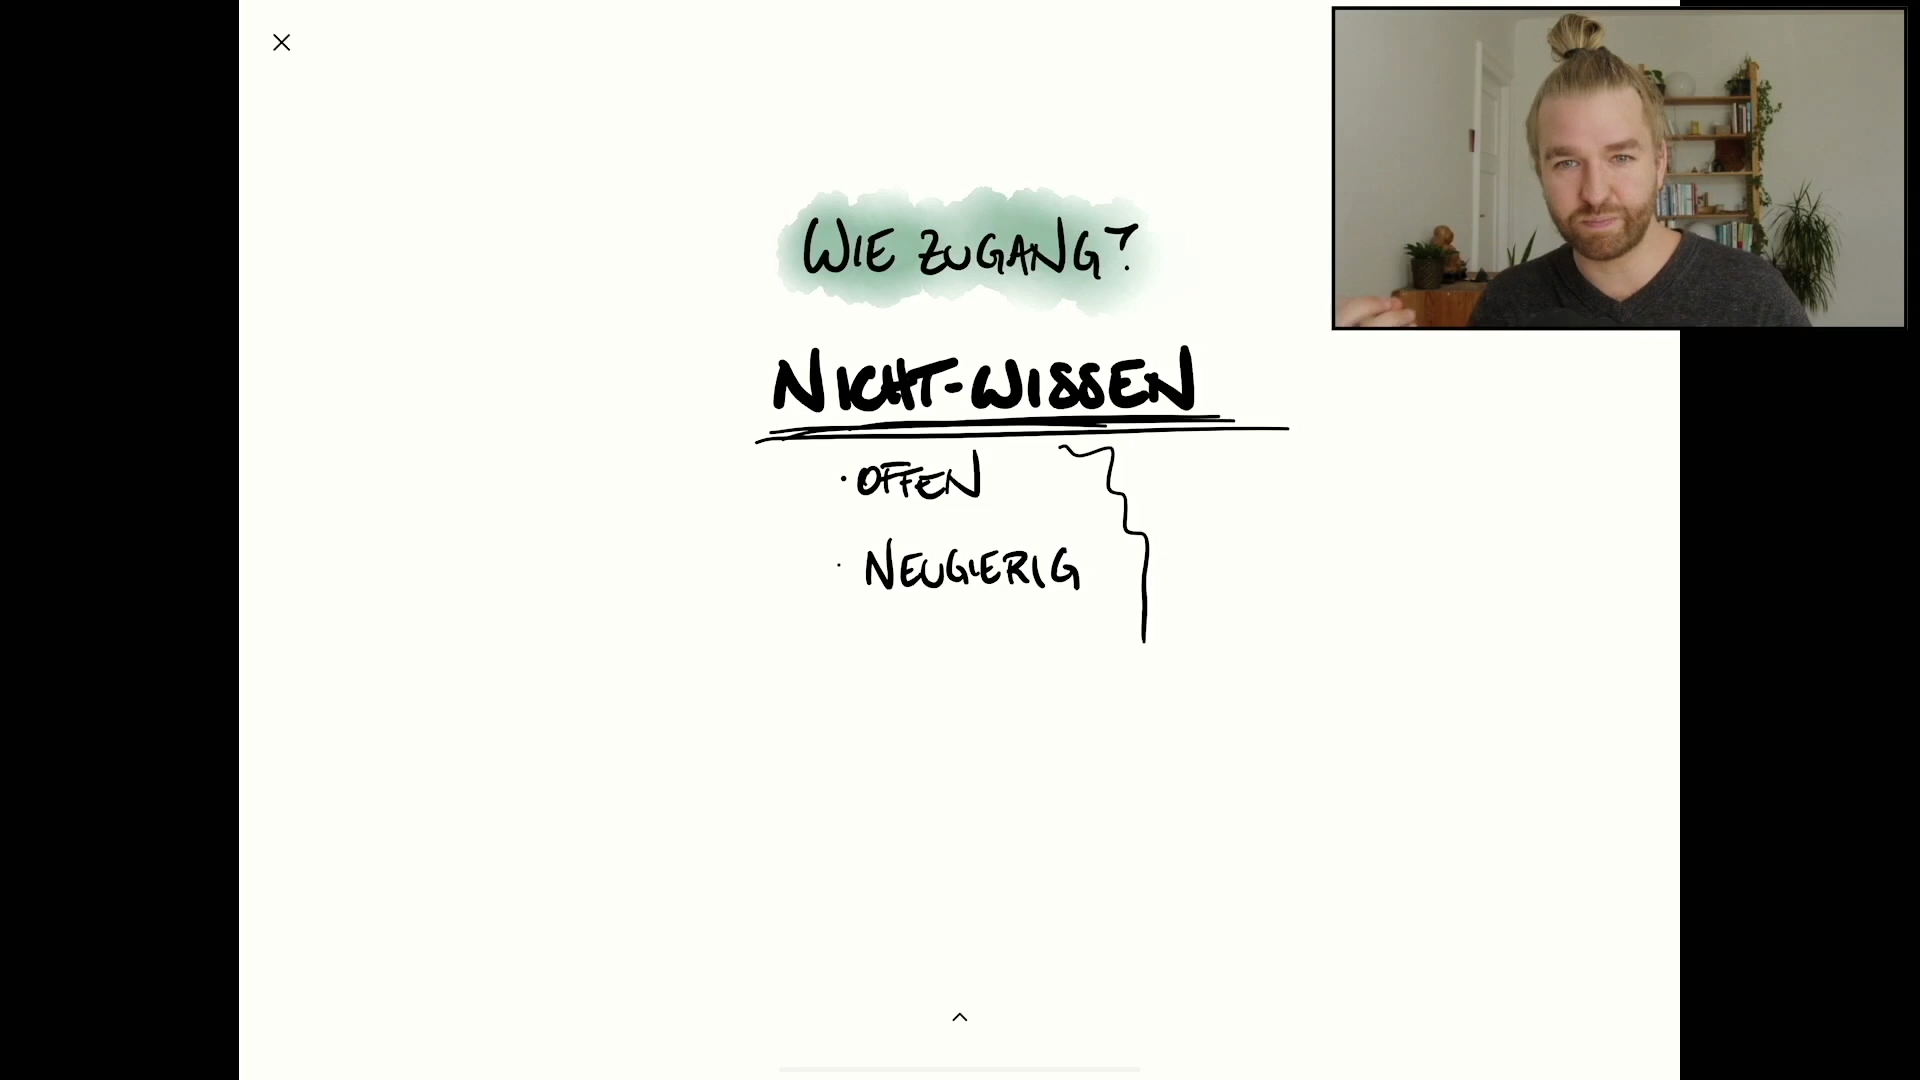 WIE ZUGANG?
NICHT-WISSEN
· OFFEN
· NEUGIERIG